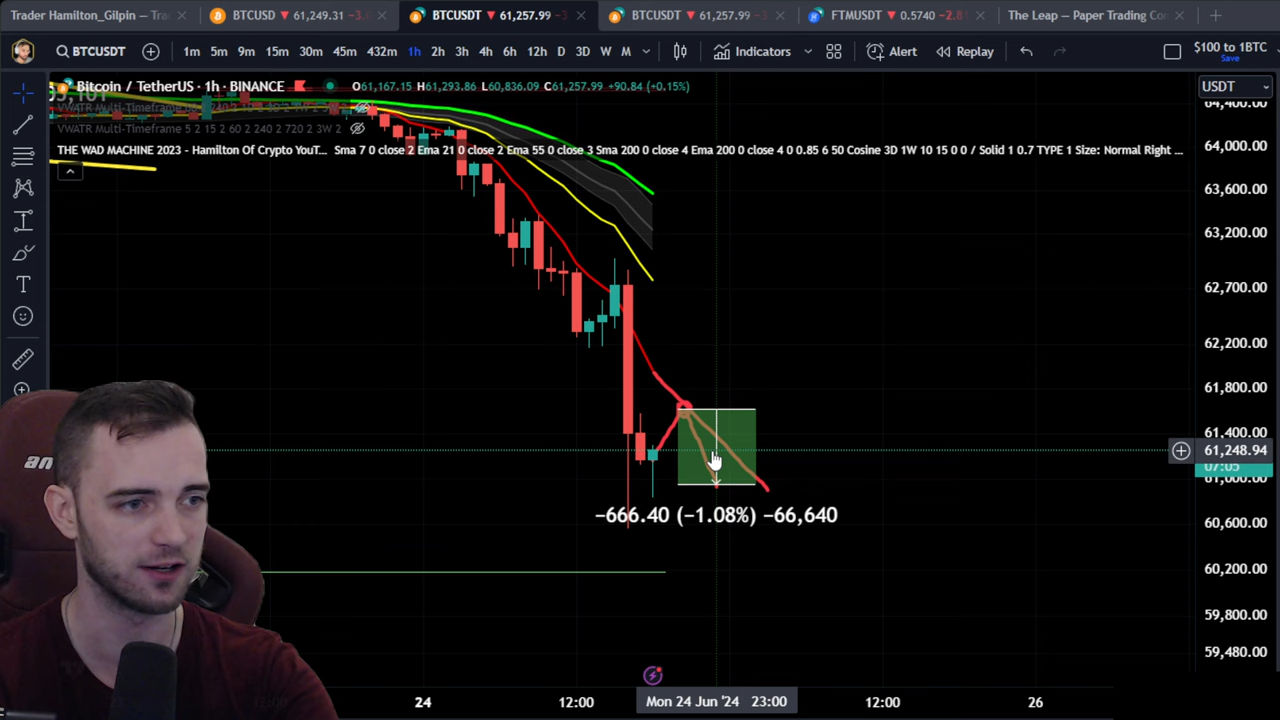 Trader Hamilton_Gilpin — Tra
BTCUSD 61,249.31 −3.
BTCUSDT 61,257.99 −3
BTCUSDT 61,257.99 −3
FTMUSDT 0.5740 −2.8
The Leap — Paper Trading Co
BTCUSDT 1m 5m 9m 15m 30m 45m 432m 1h 2h 3h 4h 6h 12h D 3D W M Indicators Alert Replay $100 to 1BTC
Save
Bitcoin / TetherUS · 1h · BINANCE O61,167.15 H61,293.86 L60,836.09 C61,257.99 +90.84 (+0.15%)
USDT
VWATR Multi-Timeframe 5 2 15 2 60 2 240 2 720 2 3W 2
THE WAD MACHINE 2023 - Hamilton Of Crypto YouT... Sma 7 0 close 2 Ema 21 0 close 2 Ema 55 0 close 3 Sma 200 0 close 4 Ema 200 0 close 4 0 0.85 6 50 Cosine 3D 1W 10 15 0 0 / Solid 1 0.7 TYPE 1 Size: Normal Right ...
64,400.00
64,000.00
63,600.00
63,200.00
62,700.00
62,200.00
61,800.00
61,400.00
61,248.94
07:05
61,000.00
60,600.00
60,200.00
59,800.00
59,480.00
−666.40 (−1.08%) −66,640
an
24
12:00
Mon 24 Jun '24 23:00
12:00
26